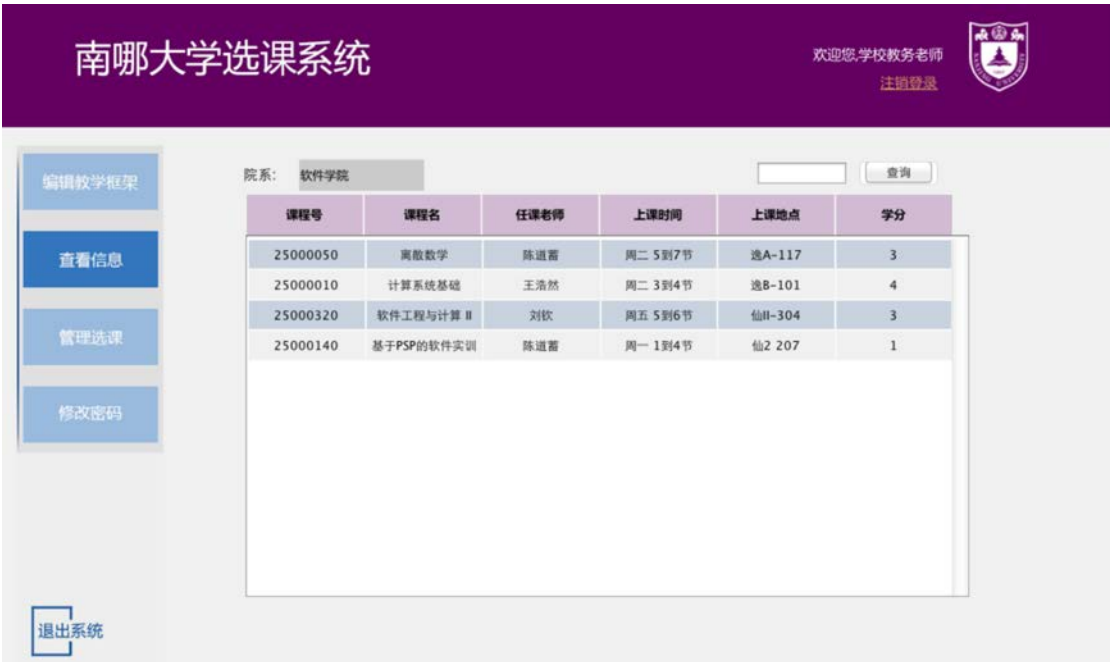 南哪大学选课系统
欢迎您,学校教务老师
注销登录
编辑教学框架
查看信息
管理选课
修改密码
退出系统
院系: 软件学院
查询
课程号 课程名 任课老师 上课时间 上课地点 学分
25000050 离散数学 陈道蓄 周二 5到7节 逸A-117 3
25000010 计算系统基础 王浩然 周二 3到4节 逸B-101 4
25000320 软件工程与计算 II 刘钦 周五 5到6节 仙II-304 3
25000140 基于PSP的软件实训 陈道蓄 周一 1到4节 仙2 207 1